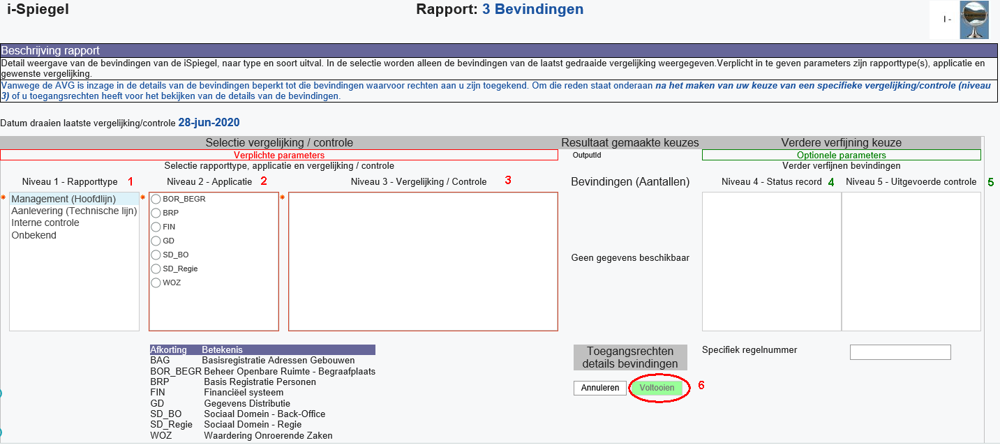 i-Spiegel
Rapport: 3 Bevindingen
I -
Beschrijving rapport
Detail weergave van de bevindingen van de iSpiegel, naar type en soort uitval. In de selectie worden alleen de bevindingen van de laatst gedraaide vergelijking weergegeven.Verplicht in te geven parameters zijn rapporttype(s), applicatie en
gewenste vergelijking.
Vanwege de AVG is inzage in de details van de bevindingen beperkt tot die bevindingen waarvoor rechten aan u zijn toegekend. Om die reden staat onderaan na het maken van uw keuze van een specifieke vergelijking/controle (niveau
3) of u toegangsrechten heeft voor het bekijken van de details van de bevindingen.
Datum draaien laatste vergelijking/controle 28-jun-2020
Selectie vergelijking / controle
Resultaat gemaakte keuzes
Verdere verfijning keuze
Verplichte parameters
OutputId
Optionele parameters
Selectie rapporttype, applicatie en vergelijking / controle
Verder verfijnen bevindingen
Niveau 1 - Rapporttype 1
Niveau 2 - Applicatie 2
Niveau 3 - Vergelijking / Controle 3
Bevindingen (Aantallen)
Niveau 4 - Status record 4
Niveau 5 - Uitgevoerde controle 5
* Management (Hoofdlijn)
Aanlevering (Technische lijn)
Interne controle
Onbekend
* BOR_BEGR
BRP
FIN
GD
SD_BO
SD_Regie
WOZ
*
Geen gegevens beschikbaar
Afkorting Betekenis
BAG Basisregistratie Adressen Gebouwen
BOR_BEGR Beheer Openbare Ruimte - Begraafplaats
BRP Basis Registratie Personen
FIN Financiëel systeem
GD Gegevens Distributie
SD_BO Sociaal Domein - Back-Office
SD_Regie Sociaal Domein - Regie
WOZ Waardering Onroerende Zaken
Toegangsrechten
details bevindingen
Specifiek regelnummer
Annuleren
Voltooien
6